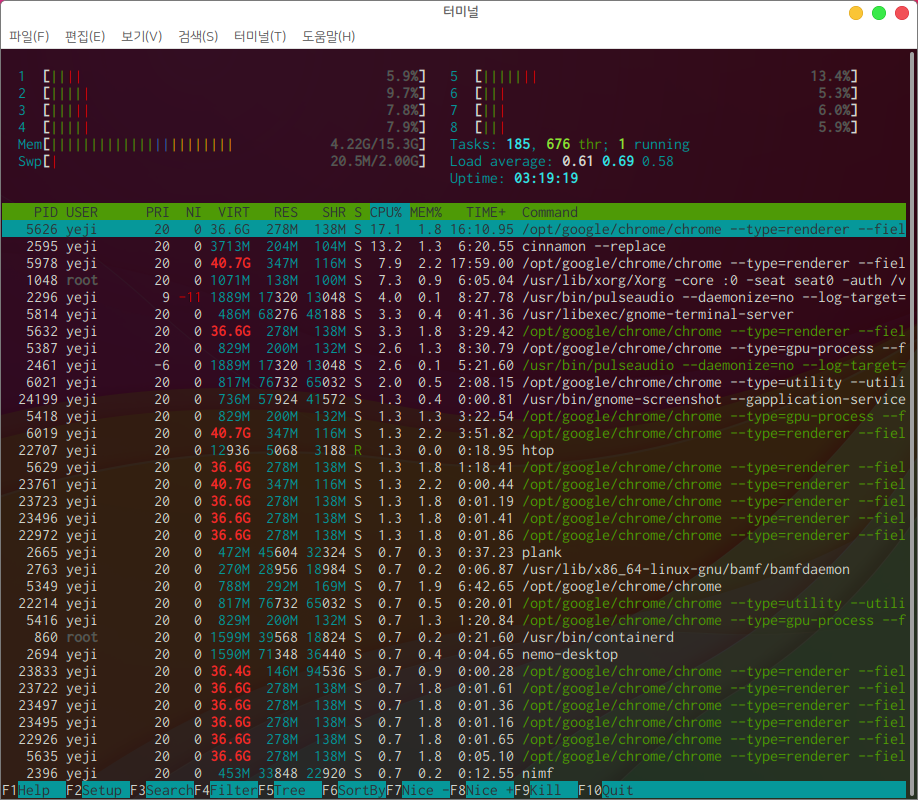 터미널
파일(F) 편집(E) 보기(V) 검색(S) 터미널(T) 도움말(H)
1 [|||| 5.9%] 5 [||||||| 13.4%]
2 [||||| 9.7%] 6 [||| 5.3%]
3 [||||| 7.8%] 7 [||| 6.0%]
4 [||||| 7.9%] 8 [||| 5.9%]
Mem[||||||||||||||||||||||| 4.22G/15.3G] Tasks: 185, 676 thr; 1 running
Swp[| 20.5M/2.00G] Load average: 0.61 0.69 0.58
Uptime: 03:19:19
PID USER PRI NI VIRT RES SHR S CPU% MEM% TIME+ Command
5626 yeji 20 0 36.6G 278M 138M S 17.1 1.8 16:10.95 /opt/google/chrome/chrome --type=renderer --fiel
2595 yeji 20 0 3713M 204M 104M S 13.2 1.3 6:20.55 cinnamon --replace
5978 yeji 20 0 40.7G 347M 116M S 7.9 2.2 17:59.00 /opt/google/chrome/chrome --type=renderer --fiel
1048 root 20 0 1071M 138M 100M S 7.3 0.9 6:05.04 /usr/lib/xorg/Xorg -core :0 -seat seat0 -auth /v
2296 yeji 9 -11 1889M 17320 13048 S 4.0 0.1 8:27.78 /usr/bin/pulseaudio --daemonize=no --log-target=
5814 yeji 20 0 486M 68276 48188 S 3.3 0.4 0:41.36 /usr/libexec/gnome-terminal-server
5632 yeji 20 0 36.6G 278M 138M S 3.3 1.8 3:29.42 /opt/google/chrome/chrome --type=renderer --fiel
5387 yeji 20 0 829M 200M 132M S 2.6 1.3 8:30.79 /opt/google/chrome/chrome --type=gpu-process --f
2461 yeji -6 0 1889M 17320 13048 S 2.6 0.1 5:21.60 /usr/bin/pulseaudio --daemonize=no --log-target=
6021 yeji 20 0 817M 76732 65032 S 2.0 0.5 2:08.15 /opt/google/chrome/chrome --type=utility --utili
24199 yeji 20 0 736M 57924 41572 S 1.3 0.4 0:00.81 /usr/bin/gnome-screenshot --gapplication-service
5418 yeji 20 0 829M 200M 132M S 1.3 1.3 3:22.54 /opt/google/chrome/chrome --type=gpu-process --f
6019 yeji 20 0 40.7G 347M 116M S 1.3 2.2 3:51.82 /opt/google/chrome/chrome --type=renderer --fiel
22707 yeji 20 0 12936 5068 3188 R 1.3 0.0 0:18.95 htop
5629 yeji 20 0 36.6G 278M 138M S 1.3 1.8 1:18.41 /opt/google/chrome/chrome --type=renderer --fiel
23761 yeji 20 0 40.7G 347M 116M S 1.3 2.2 0:00.44 /opt/google/chrome/chrome --type=renderer --fiel
23723 yeji 20 0 36.6G 278M 138M S 1.3 1.8 0:01.19 /opt/google/chrome/chrome --type=renderer --fiel
23496 yeji 20 0 36.6G 278M 138M S 1.3 1.8 0:01.41 /opt/google/chrome/chrome --type=renderer --fiel
22972 yeji 20 0 36.6G 278M 138M S 1.3 1.8 0:01.86 /opt/google/chrome/chrome --type=renderer --fiel
2665 yeji 20 0 472M 45604 32324 S 0.7 0.3 0:37.23 plank
2763 yeji 20 0 270M 28956 18984 S 0.7 0.2 0:06.87 /usr/lib/x86_64-linux-gnu/bamf/bamfdaemon
5349 yeji 20 0 788M 292M 169M S 0.7 1.9 6:42.65 /opt/google/chrome/chrome
22214 yeji 20 0 817M 76732 65032 S 0.7 0.5 0:20.01 /opt/google/chrome/chrome --type=utility --utili
5416 yeji 20 0 829M 200M 132M S 0.7 1.3 1:20.84 /opt/google/chrome/chrome --type=gpu-process --f
860 root 20 0 1599M 39568 18824 S 0.7 0.2 0:21.60 /usr/bin/containerd
2694 yeji 20 0 1590M 71348 36440 S 0.7 0.4 0:04.65 nemo-desktop
23833 yeji 20 0 36.4G 146M 94536 S 0.7 0.9 0:00.28 /opt/google/chrome/chrome --type=renderer --fiel
23722 yeji 20 0 36.6G 278M 138M S 0.7 1.8 0:01.61 /opt/google/chrome/chrome --type=renderer --fiel
23497 yeji 20 0 36.6G 278M 138M S 0.7 1.8 0:01.36 /opt/google/chrome/chrome --type=renderer --fiel
23495 yeji 20 0 36.6G 278M 138M S 0.7 1.8 0:01.16 /opt/google/chrome/chrome --type=renderer --fiel
22926 yeji 20 0 36.6G 278M 138M S 0.7 1.8 0:01.65 /opt/google/chrome/chrome --type=renderer --fiel
5635 yeji 20 0 36.6G 278M 138M S 0.7 1.8 0:05.10 /opt/google/chrome/chrome --type=renderer --fiel
2396 yeji 20 0 453M 33848 22920 S 0.7 0.2 0:12.55 nimf
F1Help F2Setup F3SearchF4FilterF5Tree F6SortByF7Nice -F8Nice +F9Kill F10Quit